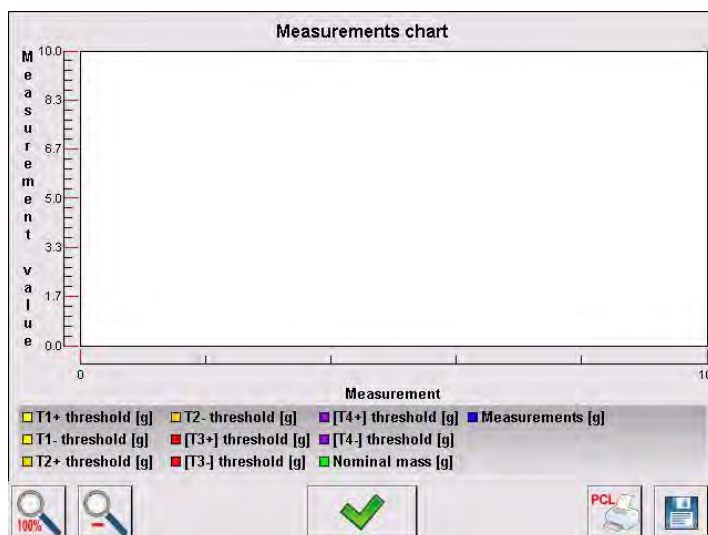 Measurements chart
Measurement value
10.0
8.3
6.7
5.0
3.3
1.7
0.0
0
10
Measurement
T1+ threshold [g] T2- threshold [g] [T4+] threshold [g] Measurements [g]
T1- threshold [g] [T3+] threshold [g] [T4-] threshold [g]
T2+ threshold [g] [T3-] threshold [g] Nominal mass [g]
100%
PCL